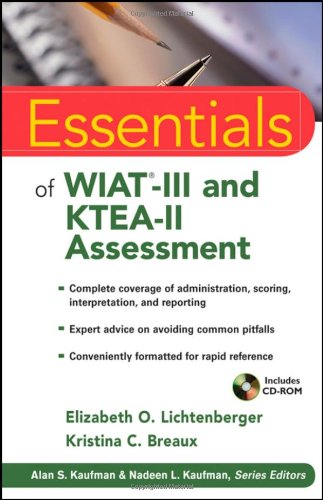 Essentials
of WIAT®-III and
KTEA-II
Assessment
▪ Complete coverage of administration, scoring,
interpretation, and reporting
▪ Expert advice on avoiding common pitfalls
▪ Conveniently formatted for rapid reference
Includes
CD-ROM
Elizabeth O. Lichtenberger
Kristina C. Breaux
Alan S. Kaufman & Nadeen L. Kaufman, Series Editors